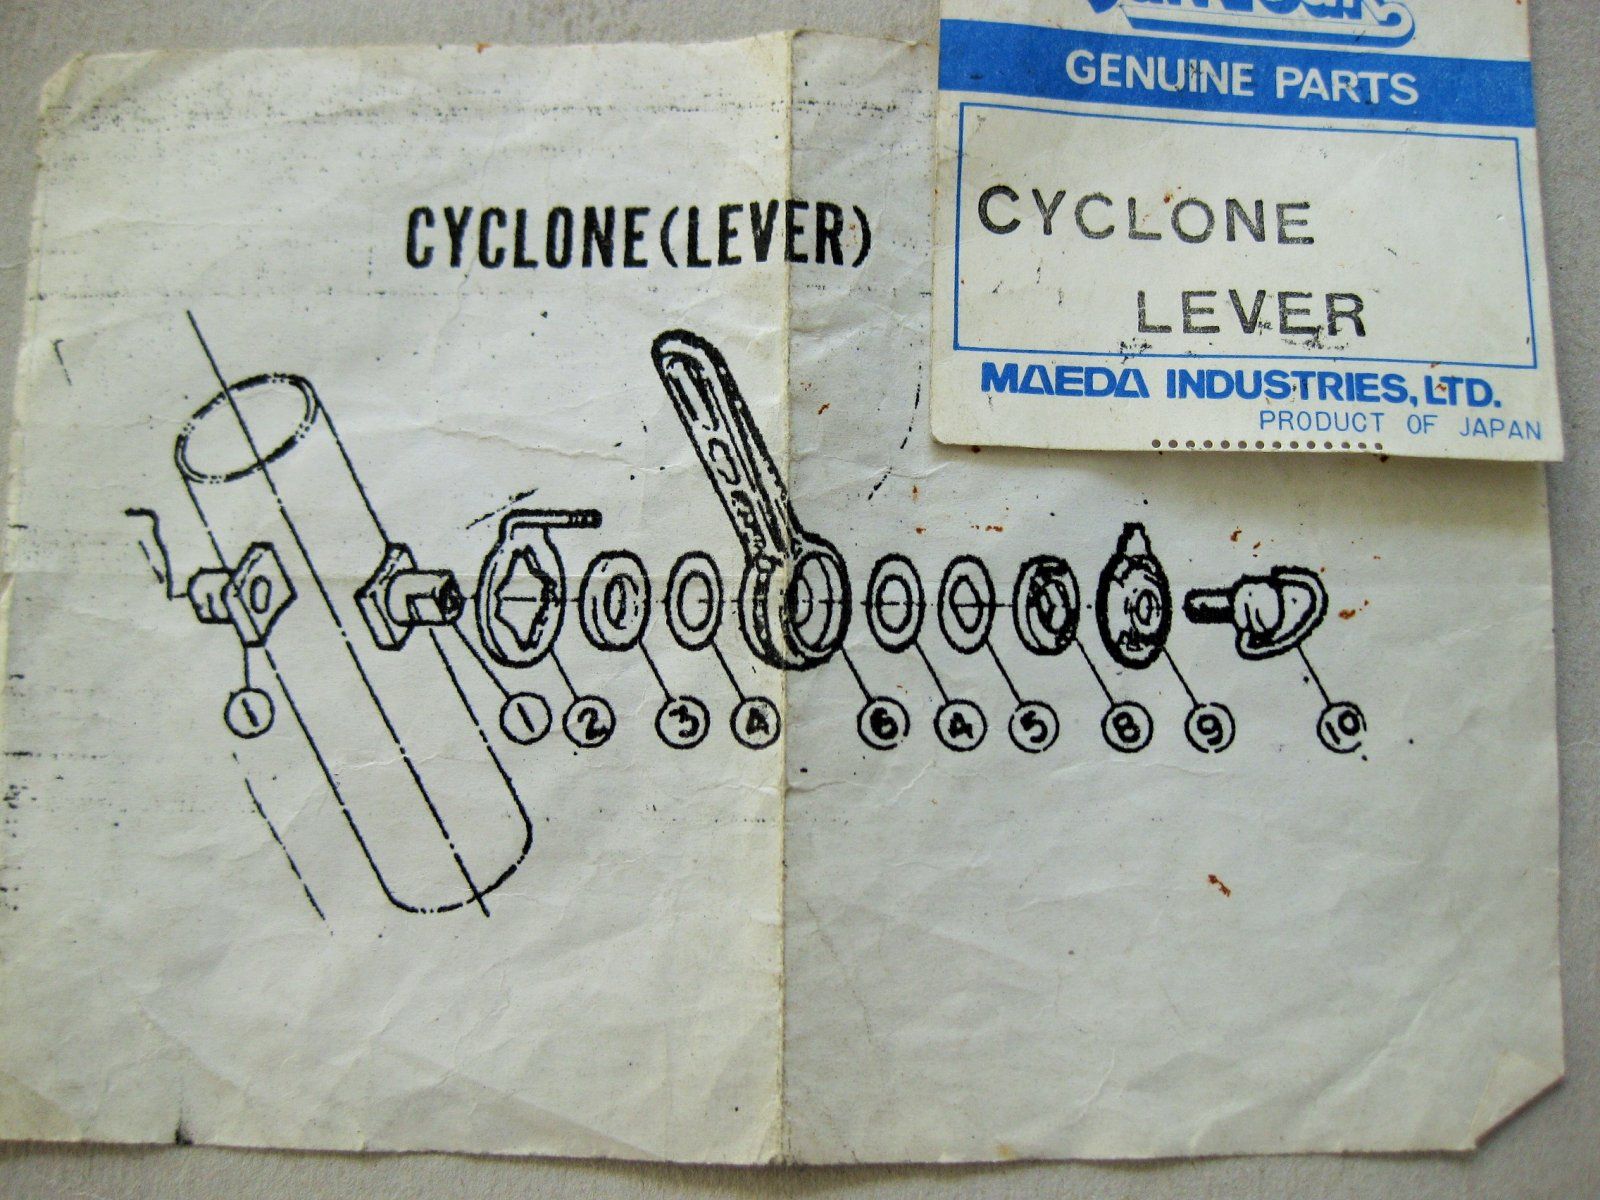 GENUINE PARTS
CYCLONE
LEVER
MAEDA INDUSTRIES, LTD.
PRODUCT OF JAPAN
CYCLONE (LEVER)
1 1 2 3 4 6 4 5 8 9 10